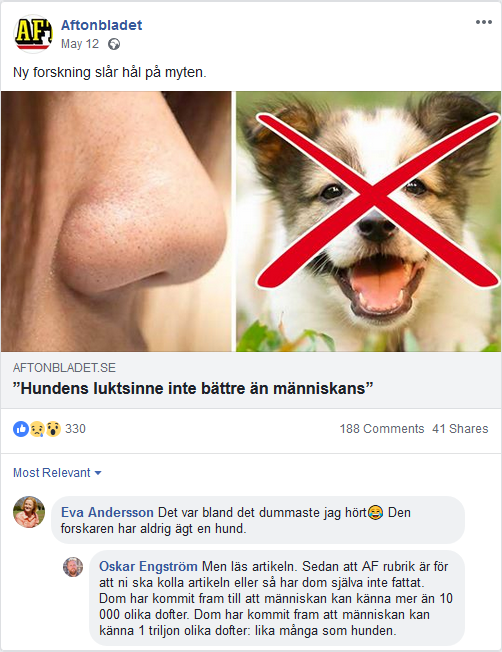 AF
Aftonbladet
May 12
Ny forskning slår hål på myten.
AFTONBLADET.SE
”Hundens luktsinne inte bättre än människans”
330
188 Comments 41 Shares
Most Relevant
Eva Andersson Det var bland det dummaste jag hört😂 Den
forskaren har aldrig ägt en hund.
Oskar Engström Men läs artikeln. Sedan att AF rubrik är för
att ni ska kolla artikeln eller så har dom själva inte fattat.
Dom har kommit fram till att människan kan känna mer än 10
000 olika dofter. Dom har kommit fram att människan kan
känna 1 triljon olika dofter: lika många som hunden.